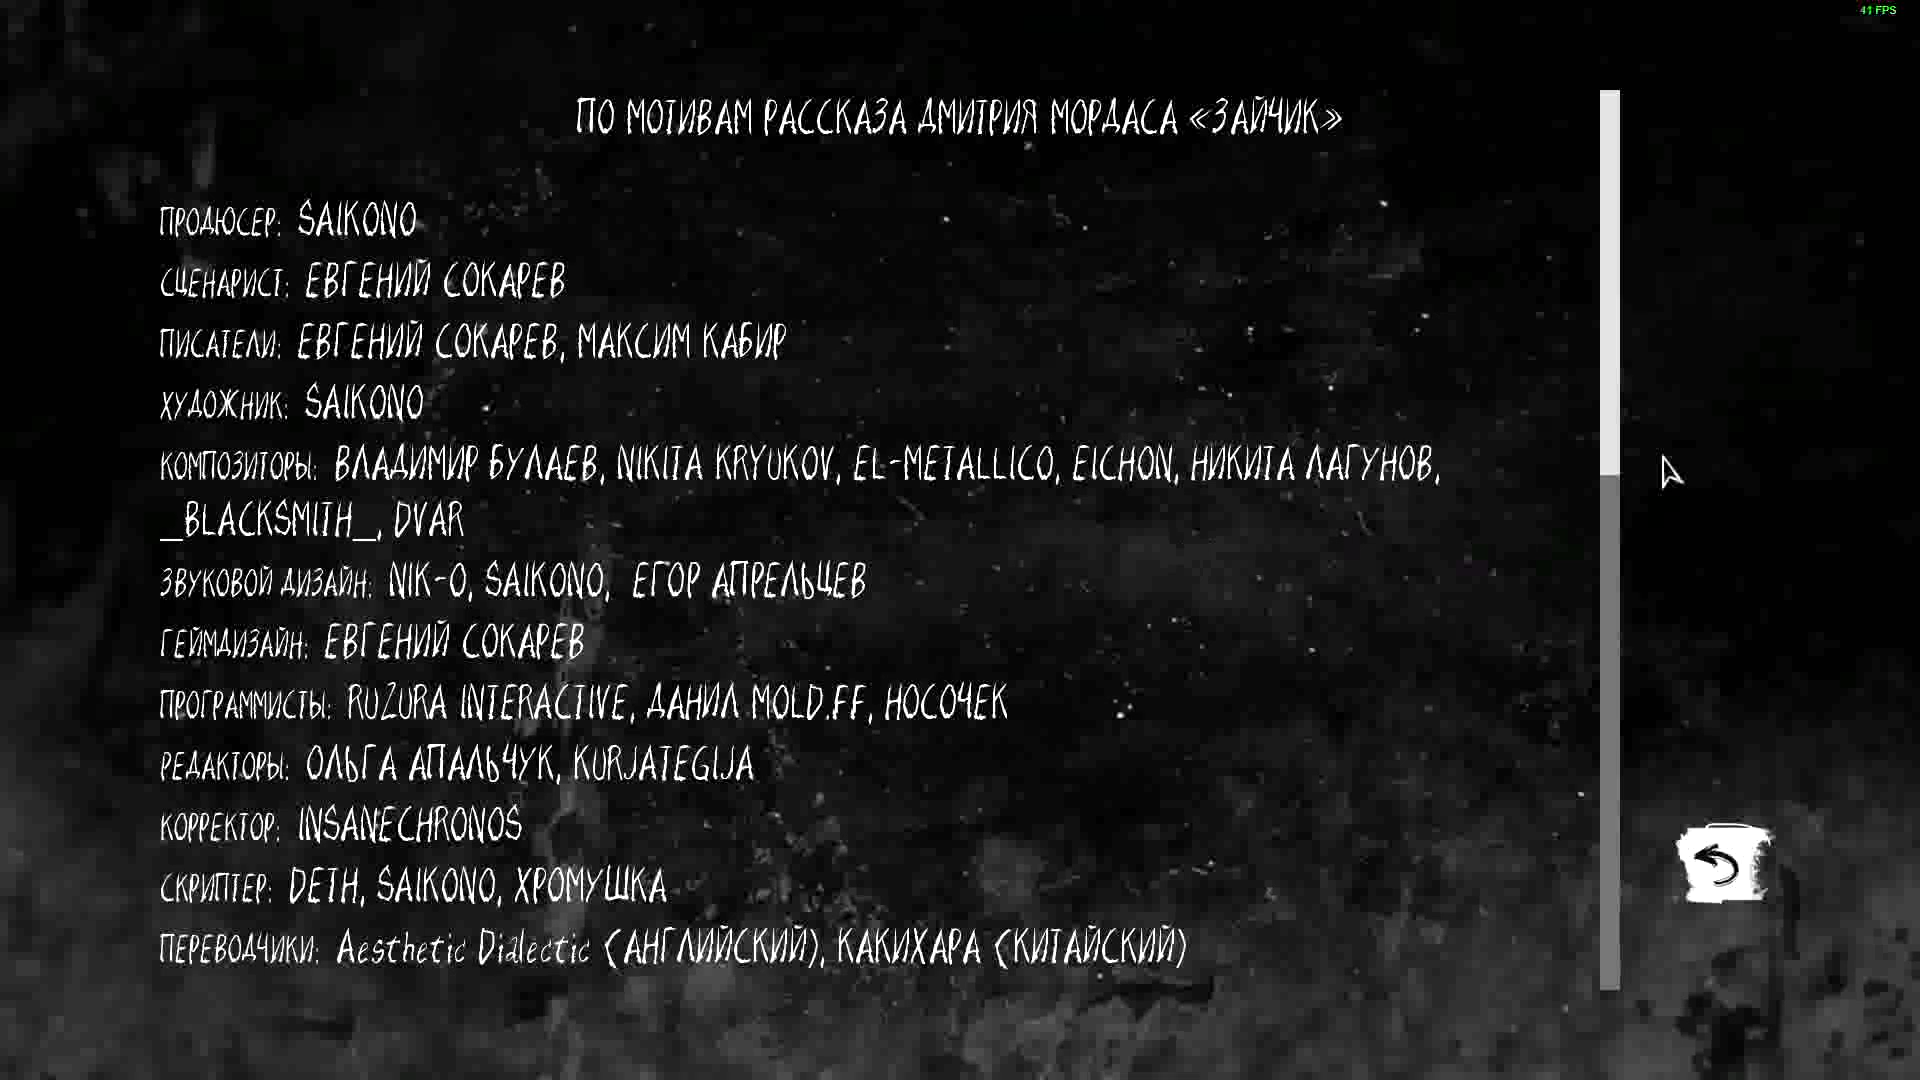 41 FPS
ПО МОТИВАМ РАССКАЗА ДМИТРИЯ МОРДАСА «ЗАЙЧИК»
ПРОДЮСЕР: SAIKONO
СЦЕНАРИСТ: ЕВГЕНИЙ СОКАРЕВ
ПИСАТЕЛИ: ЕВГЕНИЙ СОКАРЕВ, МАКСИМ КАБИР
ХУДОЖНИК: SAIKONO
КОМПОЗИТОРЫ: ВЛАДИМИР БУЛАЕВ, NIKITA KRYUKOV, EL-METALLICO, EICHON, НИКИТА ЛАГУНОВ,
_BLACKSMITH_, DVAR
ЗВУКОВОЙ ДИЗАЙН: NIK-O, SAIKONO, ЕГОР АПРЕЛЬЦЕВ
ГЕЙМДИЗАЙН: ЕВГЕНИЙ СОКАРЕВ
ПРОГРАММИСТЫ: RUZURA INTERACTIVE, ДАНИЛ MOLD.FF, НОСОЧЕК
РЕДАКТОРЫ: ОЛЬГА АПАЛЬЧУК, KURJATEGIJA
КОРРЕКТОР: INSANECHRONOS
СКРИПТЕР: DETH, SAIKONO, ХРОМУШКА
ПЕРЕВОДЧИКИ: Aesthetic Dialectic (АНГЛИЙСКИЙ), КАКИХАРА (КИТАЙСКИЙ)